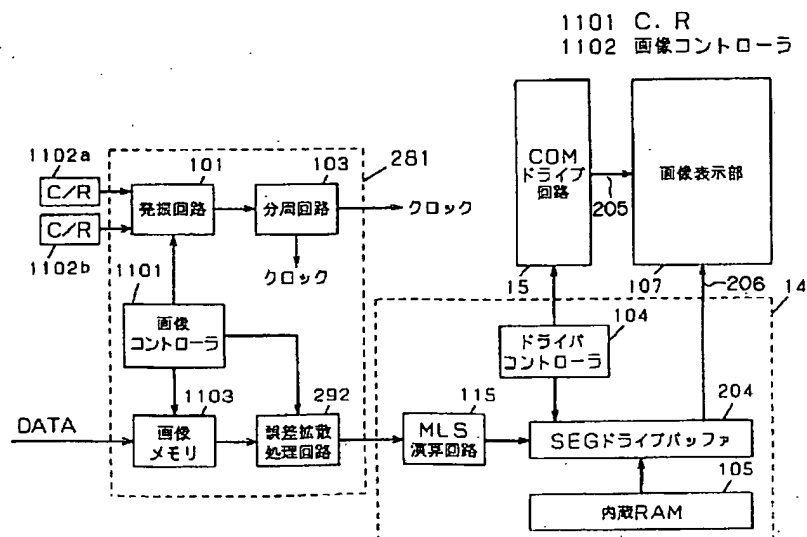 1101 C.R
1102 画像コントローラ
1102a
C/R
C/R
1102b
101
発振回路
103
分周回路
281
クロック
クロック
1101
画像
コントローラ
DATA
1103
画像
メモリ
292
誤差拡散
処理回路
COM
ドライブ
回路
15
205
画像表示部
107
206
14
104
ドライバ
コントローラ
115
MLS
演算回路
204
SEGドライブバッファ
105
内蔵RAM